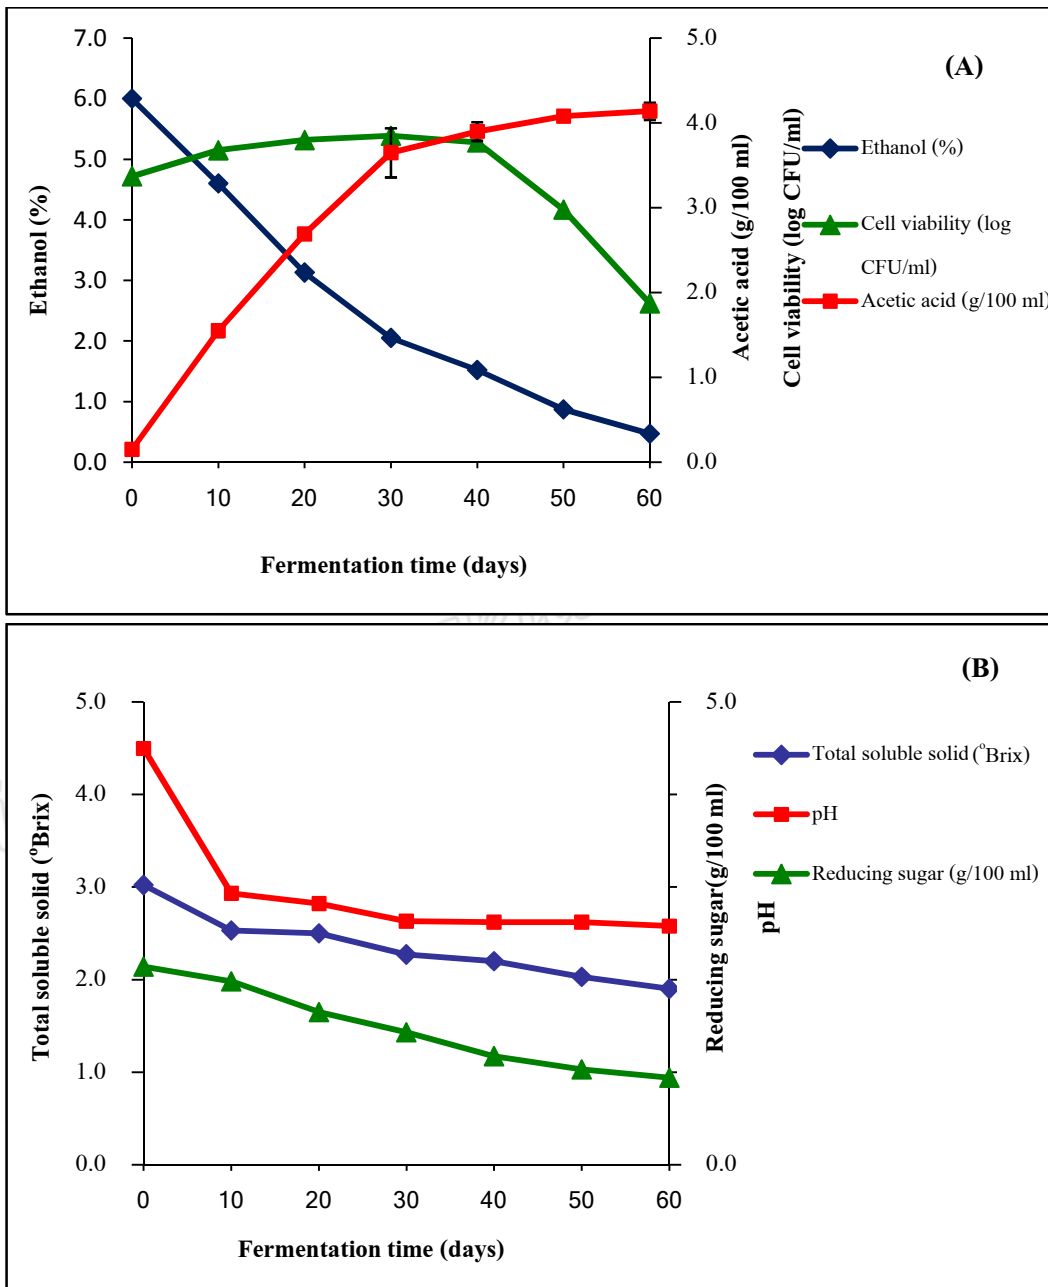 (A)
7.0
6.0
5.0
4.0
3.0
2.0
1.0
0.0
Ethanol (%)
5.0
4.0
3.0
2.0
1.0
0.0
Acetic acid (g/100 ml)
Cell viability (log CFU/ml)
Ethanol (%)
Cell viability (log
CFU/ml)
Acetic acid (g/100 ml)
0 10 20 30 40 50 60
Fermentation time (days)
(B)
5.0
4.0
3.0
2.0
1.0
0.0
Total soluble solid (°Brix)
5.0
0.0
Reducing sugar(g/100 ml)
pH
Total soluble solid (°Brix)
pH
Reducing sugar (g/100 ml)
0 10 20 30 40 50 60
Fermentation time (days)